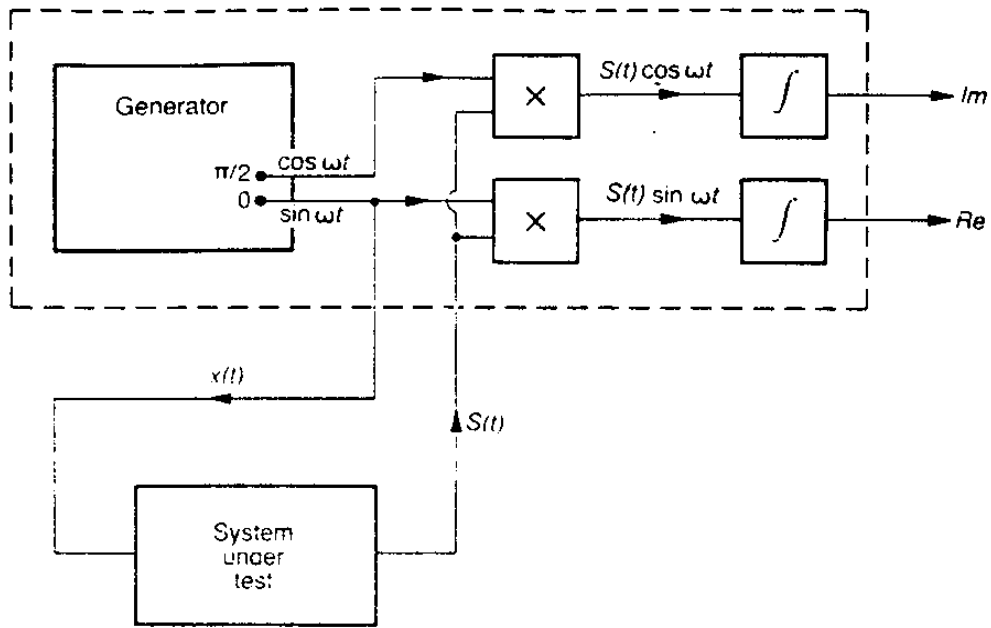 Generator
π/2
cos ωt
0
sin ωt
×
S(t) cos ωt
∫
Im
×
S(t) sin ωt
∫
Re
x(t)
S(t)
System
under
test